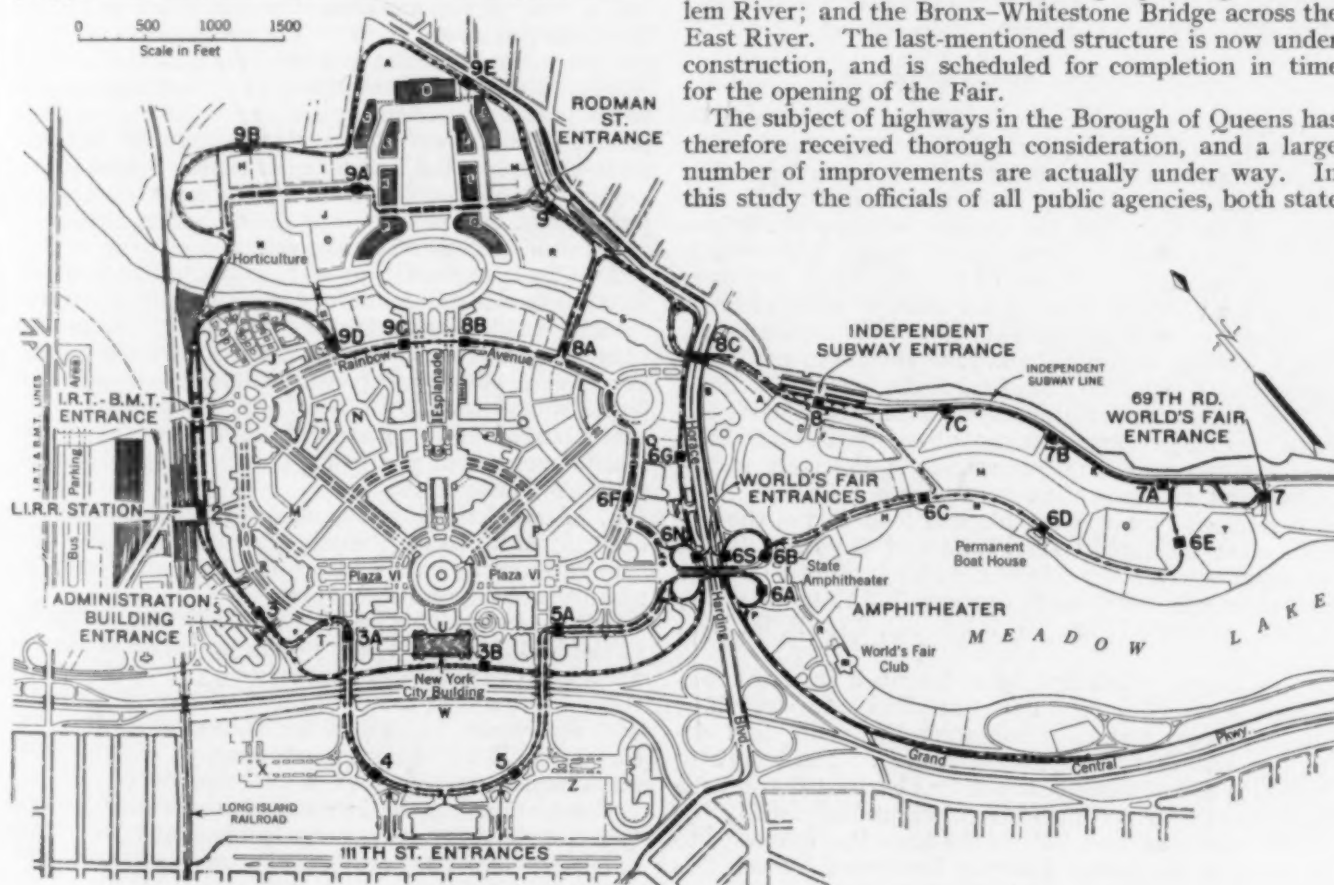 lem River; and the Bronx–Whitestone Bridge across the
East River. The last-mentioned structure is now under
construction, and is scheduled for completion in time
for the opening of the Fair.
The subject of highways in the Borough of Queens has
therefore received thorough consideration, and a large
number of improvements are actually under way. In
this study the officials of all public agencies, both state
0 500 1000 1500
Scale in Feet
9E
RODMAN
ST.
ENTRANCE
9B
9A
9
Horticulture
9D
9C
8B
8A
8C
Rainbow
Avenue
Esplanade
INDEPENDENT
SUBWAY ENTRANCE
INDEPENDENT
SUBWAY LINE
8
7C
7B
69TH RD.
WORLD'S FAIR
ENTRANCE
7A
7
I.R.T. & B.M.T. LINES
Bus Parking Area
I.R.T.-B.M.T.
ENTRANCE
L.I.R.R. STATION
2
6G
Horace
WORLD'S FAIR
ENTRANCES
6F
6N
6S
6B
6C
6D
6E
Permanent
Boat House
State
Amphitheater
6A
AMPHITHEATER
MEADOW LAKE
World's Fair
Club
Plaza VI
Plaza VI
ADMINISTRATION
BUILDING
ENTRANCE
3
3A
3B
5A
New York
City Building
Harding
Blvd.
Grand Central Pkwy
4
5
X
W
Z
LONG ISLAND
RAILROAD
111TH ST. ENTRANCES